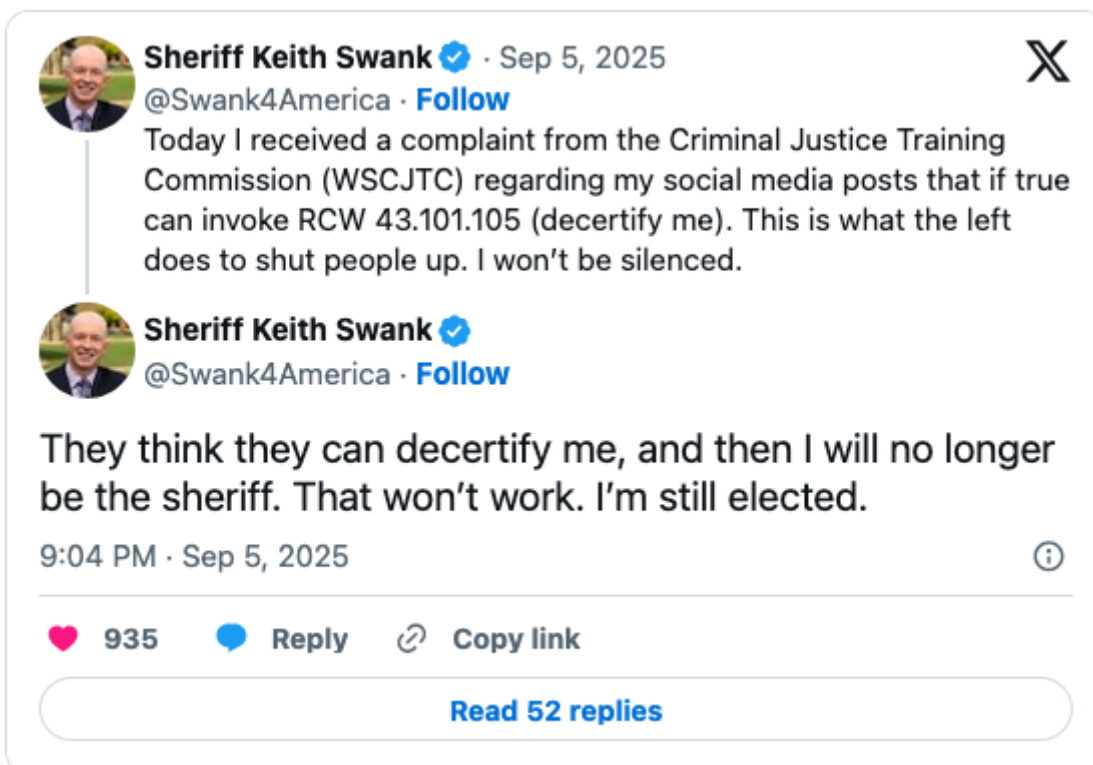 Sheriff Keith Swank · Sep 5, 2025
@Swank4America · Follow
Today I received a complaint from the Criminal Justice Training
Commission (WSCJTC) regarding my social media posts that if true
can invoke RCW 43.101.105 (decertify me). This is what the left
does to shut people up. I won’t be silenced.
Sheriff Keith Swank
@Swank4America · Follow
They think they can decertify me, and then I will no longer
be the sheriff. That won’t work. I’m still elected.
9:04 PM · Sep 5, 2025
935 Reply Copy link
Read 52 replies